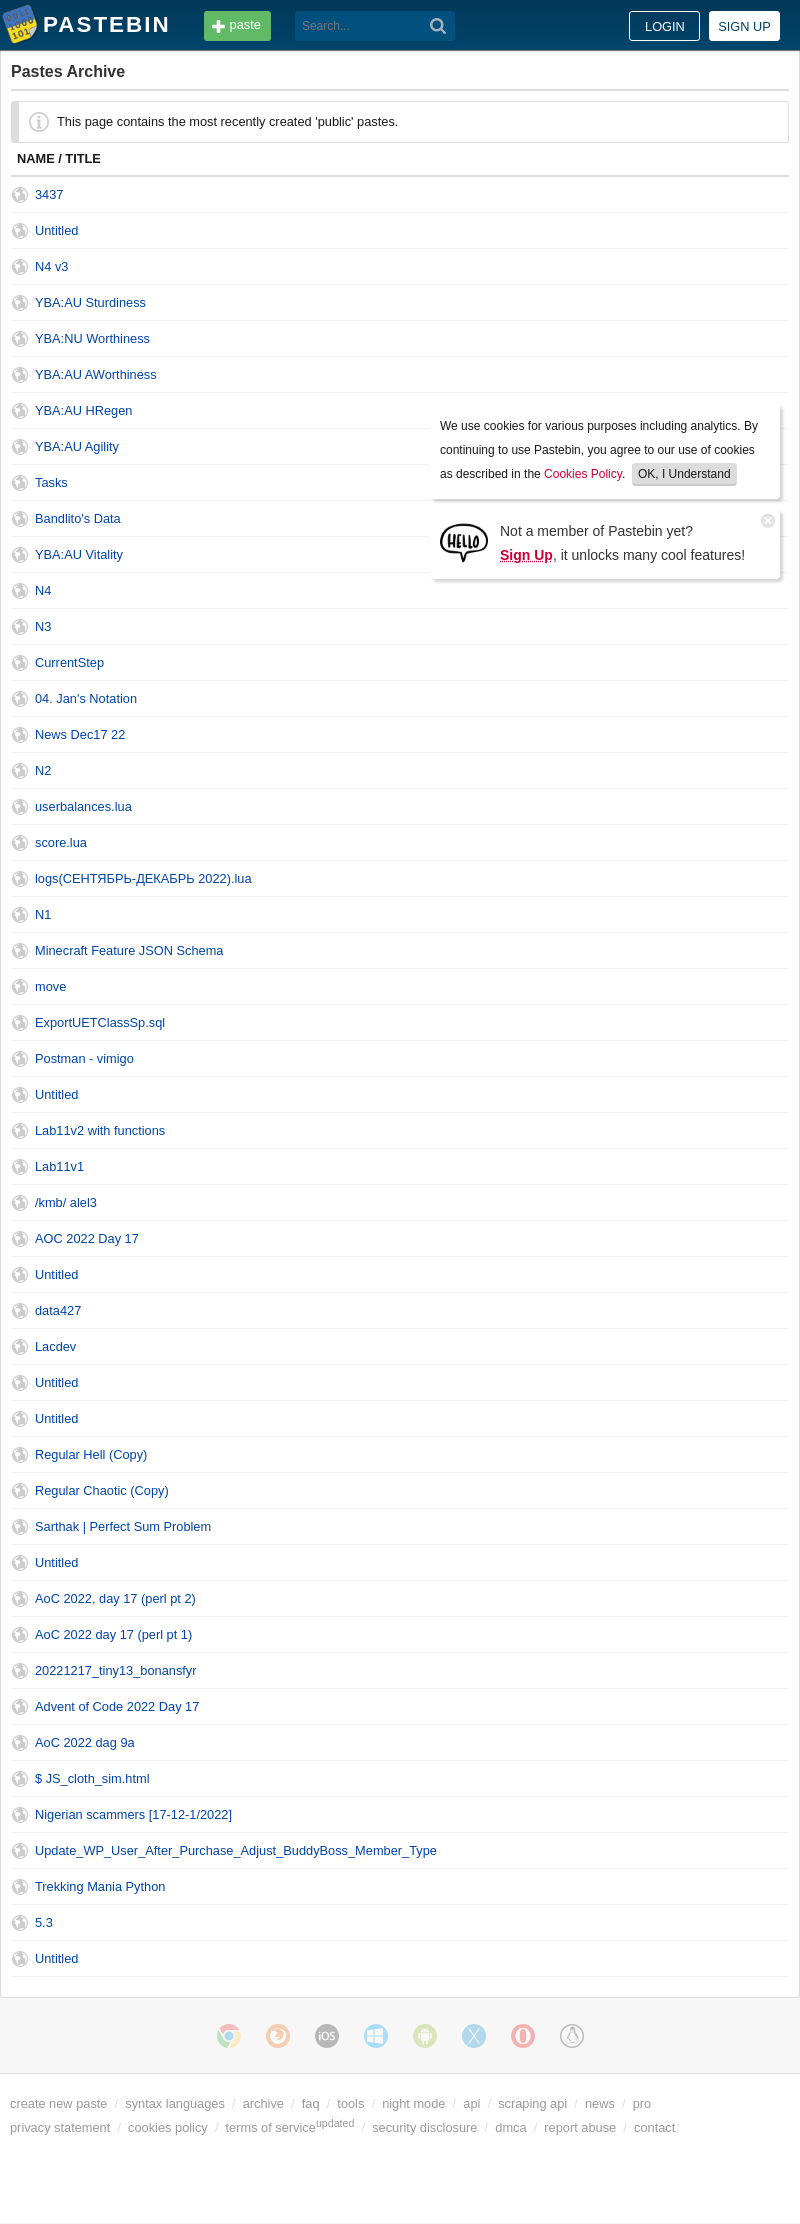 PASTEBIN
paste
Search...
LOGIN
SIGN UP
Pastes Archive
This page contains the most recently created 'public' pastes.
NAME / TITLE
3437
Untitled
N4 v3
YBA:AU Sturdiness
YBA:NU Worthiness
YBA:AU AWorthiness
YBA:AU HRegen
YBA:AU Agility
Tasks
Bandlito's Data
YBA:AU Vitality
We use cookies for various purposes including analytics. By
continuing to use Pastebin, you agree to our use of cookies
as described in the Cookies Policy. OK, I Understand
HELLO
Not a member of Pastebin yet?
Sign Up, it unlocks many cool features!
N4
N3
CurrentStep
04. Jan's Notation
News Dec17 22
N2
userbalances.lua
score.lua
logs(СЕНТЯБРЬ-ДЕКАБРЬ 2022).lua
N1
Minecraft Feature JSON Schema
move
ExportUETClassSp.sql
Postman - vimigo
Untitled
Lab11v2 with functions
Lab11v1
/kmb/ alel3
AOC 2022 Day 17
Untitled
data427
Lacdev
Untitled
Untitled
Regular Hell (Copy)
Regular Chaotic (Copy)
Sarthak | Perfect Sum Problem
Untitled
AoC 2022, day 17 (perl pt 2)
AoC 2022 day 17 (perl pt 1)
20221217_tiny13_bonansfyr
Advent of Code 2022 Day 17
AoC 2022 dag 9a
$ JS_cloth_sim.html
Nigerian scammers [17-12-1/2022]
Update_WP_User_After_Purchase_Adjust_BuddyBoss_Member_Type
Trekking Mania Python
5.3
Untitled
iOS
create new paste / syntax languages / archive / faq / tools / night mode / api / scraping api / news / pro
privacy statement / cookies policy / terms of service updated / security disclosure / dmca / report abuse / contact